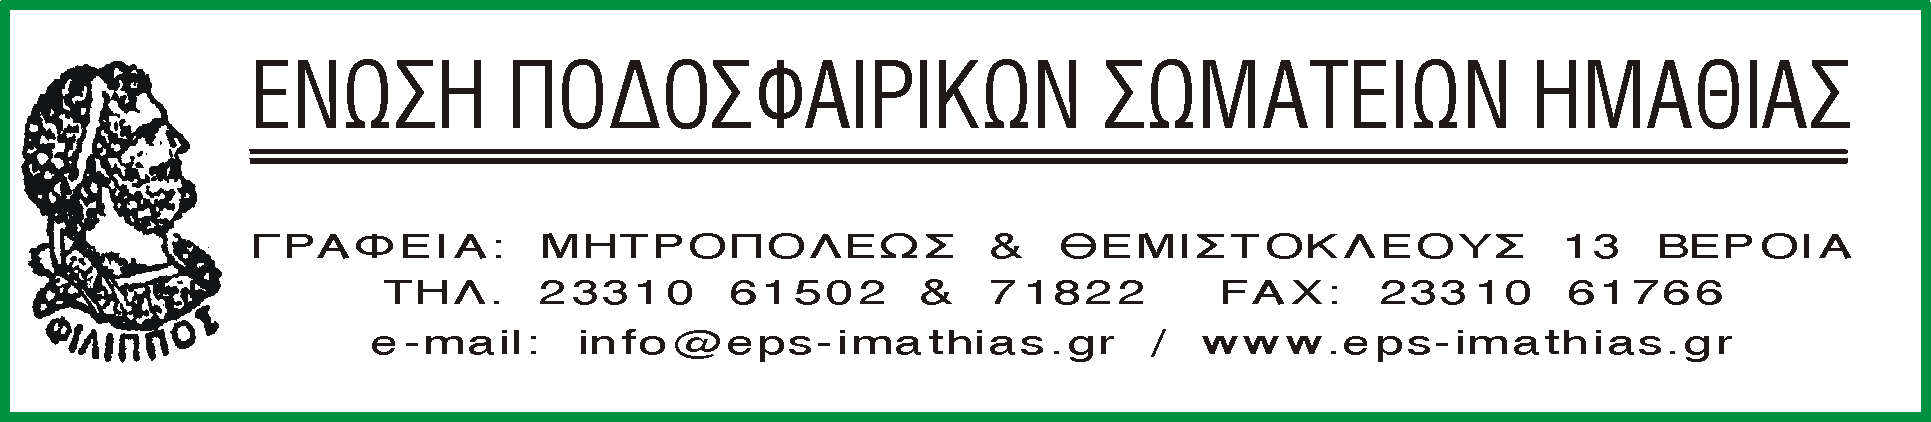 ΕΝΩΣΗ ΠΟΔΟΣΦΑΙΡΙΚΩΝ ΣΩΜΑΤΕΙΩΝ ΗΜΑΘΙΑΣ
ΓΡΑΦΕΙΑ: ΜΗΤΡΟΠΟΛΕΩΣ & ΘΕΜΙΣΤΟΚΛΕΟΥΣ 13 ΒΕΡΟΙΑ
ΤΗΛ. 23310 61502 & 71822 FAX: 23310 61766
e-mail: info@eps-imathias.gr / www.eps-imathias.gr
ΦΙΛΙΠΠΟΣ